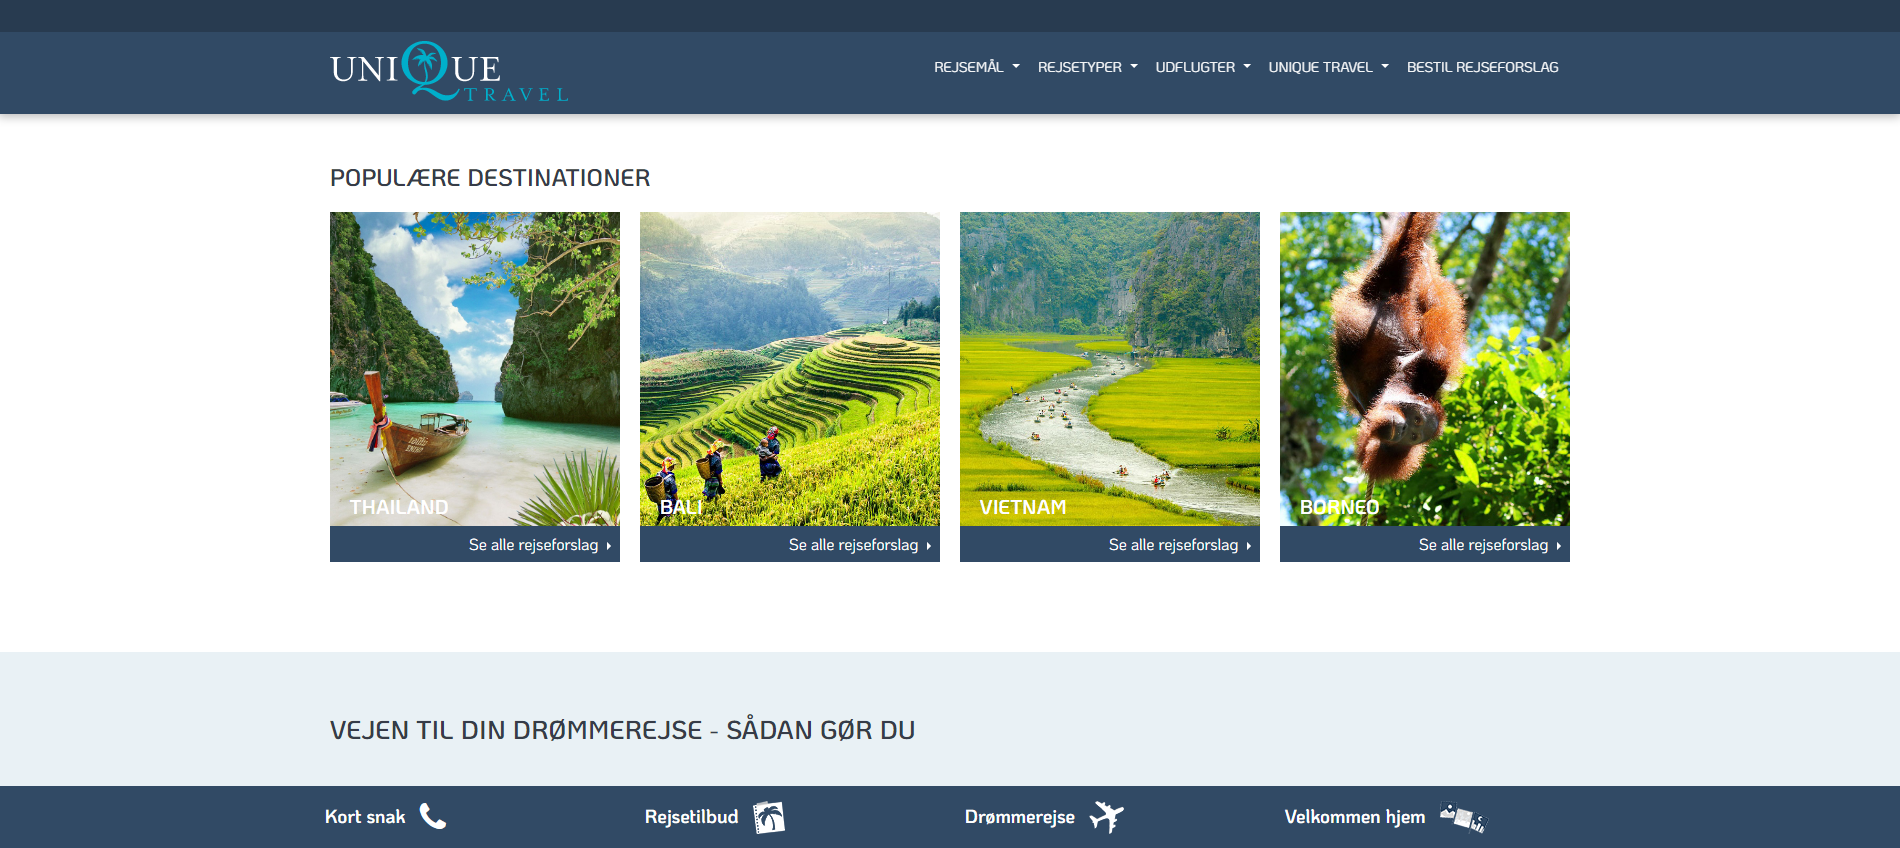 UNIQUE
TRAVEL
REJSEMÅL
REJSETYPER
UDFLUGTER
UNIQUE TRAVEL
BESTIL REJSEFORSLAG
POPULÆRE DESTINATIONER
THAILAND
BALI
VIETNAM
BORNEO
Se alle rejseforslag
Se alle rejseforslag
Se alle rejseforslag
Se alle rejseforslag
VEJEN TIL DIN DRØMMEREJSE - SÅDAN GØR DU
Kort snak
Rejsetilbud
Drømmerejse
Velkommen hjem